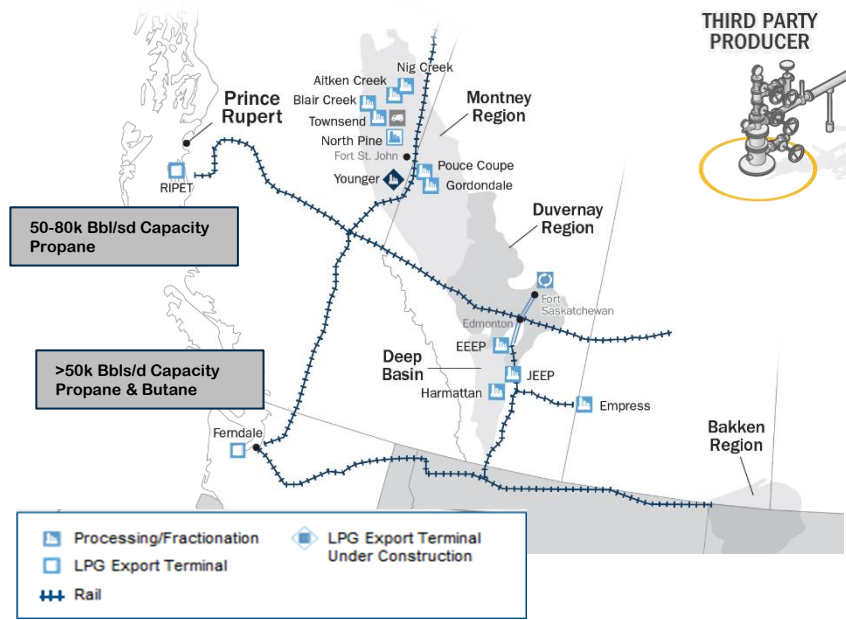 THIRD PARTY
PRODUCER
Nig Creek
Aitken Creek
Blair Creek
Townsend
North Pine
Fort St. John
Younger
Montney
Region
Pouce Coupe
Gordondale
Prince
Rupert
RIPET
50-80k Bbl/sd Capacity
Propane
Duvernay
Region
Fort
Saskatchewan
Edmonton
EEEP
Deep
Basin
JEEP
Harmattan
Empress
>50k Bbls/d Capacity
Propane & Butane
Ferndale
Bakken
Region
Processing/Fractionation
LPG Export Terminal
Rail
LPG Export Terminal
Under Construction